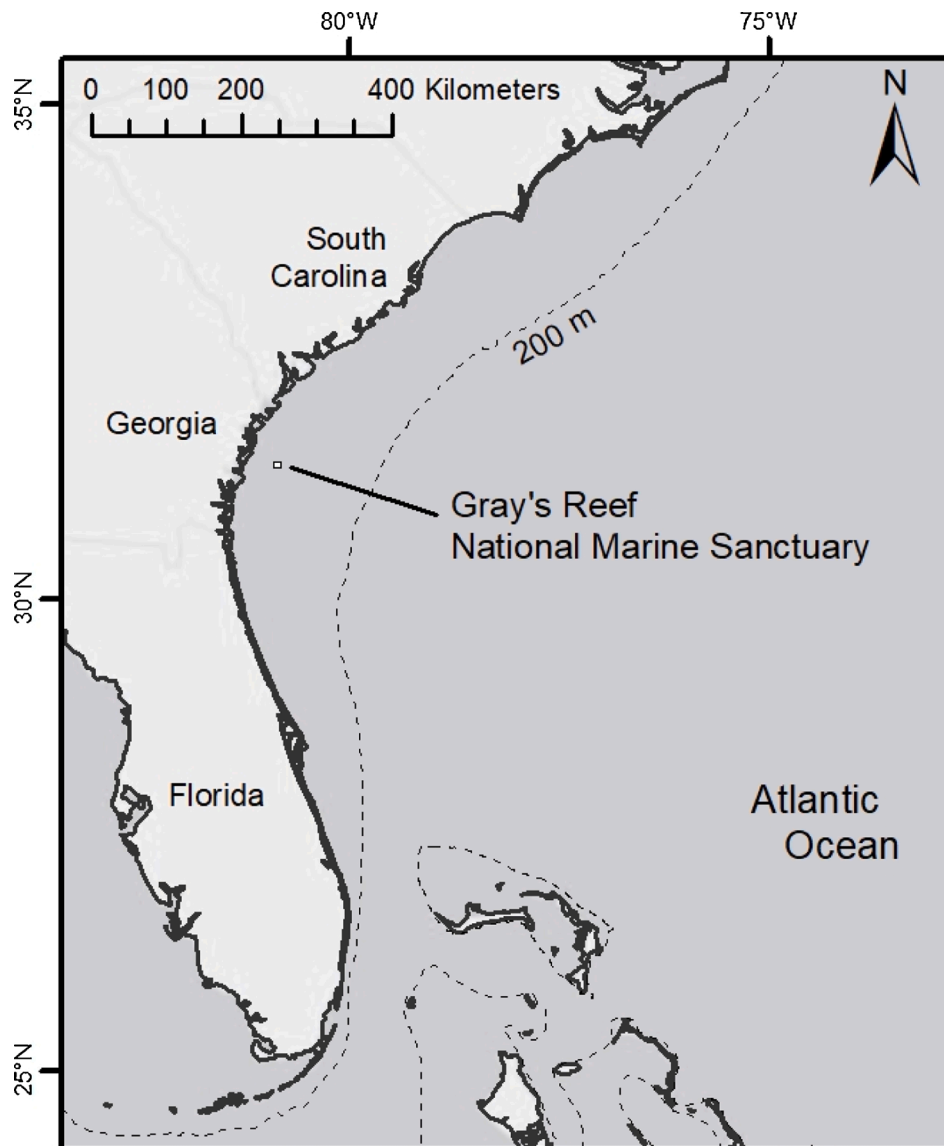 80°W 75°W
35°N
0 100 200 400 Kilometers
N
South
Carolina
200 m
Georgia
Gray's Reef
National Marine Sanctuary
30°N
Florida
Atlantic
Ocean
25°N